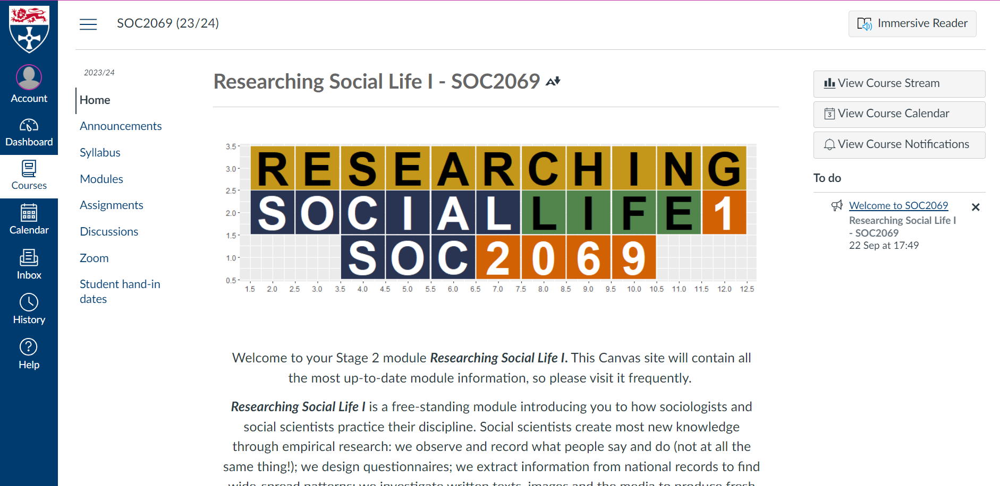 SOC2069 (23/24)
Immersive Reader
Account
Dashboard
Courses
Calendar
Inbox
History
Help
2023/24
Home
Announcements
Syllabus
Modules
Assignments
Discussions
Zoom
Student hand-in
dates
Researching Social Life I - SOC2069
3.5
3.0
2.5
2.0
1.5
1.0
0.5
RESEARCHING
SOCIALLIFE1
SOC2069
1.5 2.0 2.5 3.0 3.5 4.0 4.5 5.0 5.5 6.0 6.5 7.0 7.5 8.0 8.5 9.0 9.5 10.0 10.5 11.0 11.5 12.0 12.5
Welcome to your Stage 2 module Researching Social Life I. This Canvas site will contain all
the most up-to-date module information, so please visit it frequently.
Researching Social Life I is a free-standing module introducing you to how sociologists and
social scientists practice their discipline. Social scientists create most new knowledge
through empirical research: we observe and record what people say and do (not at all the
same thing!); we design questionnaires; we extract information from national records to find
wide-spread patterns; we investigate written texts, images and the media to produce fresh
View Course Stream
3
View Course Calendar
View Course Notifications
To do
Welcome to SOC2069
Researching Social Life I
- SOC2069
22 Sep at 17:49